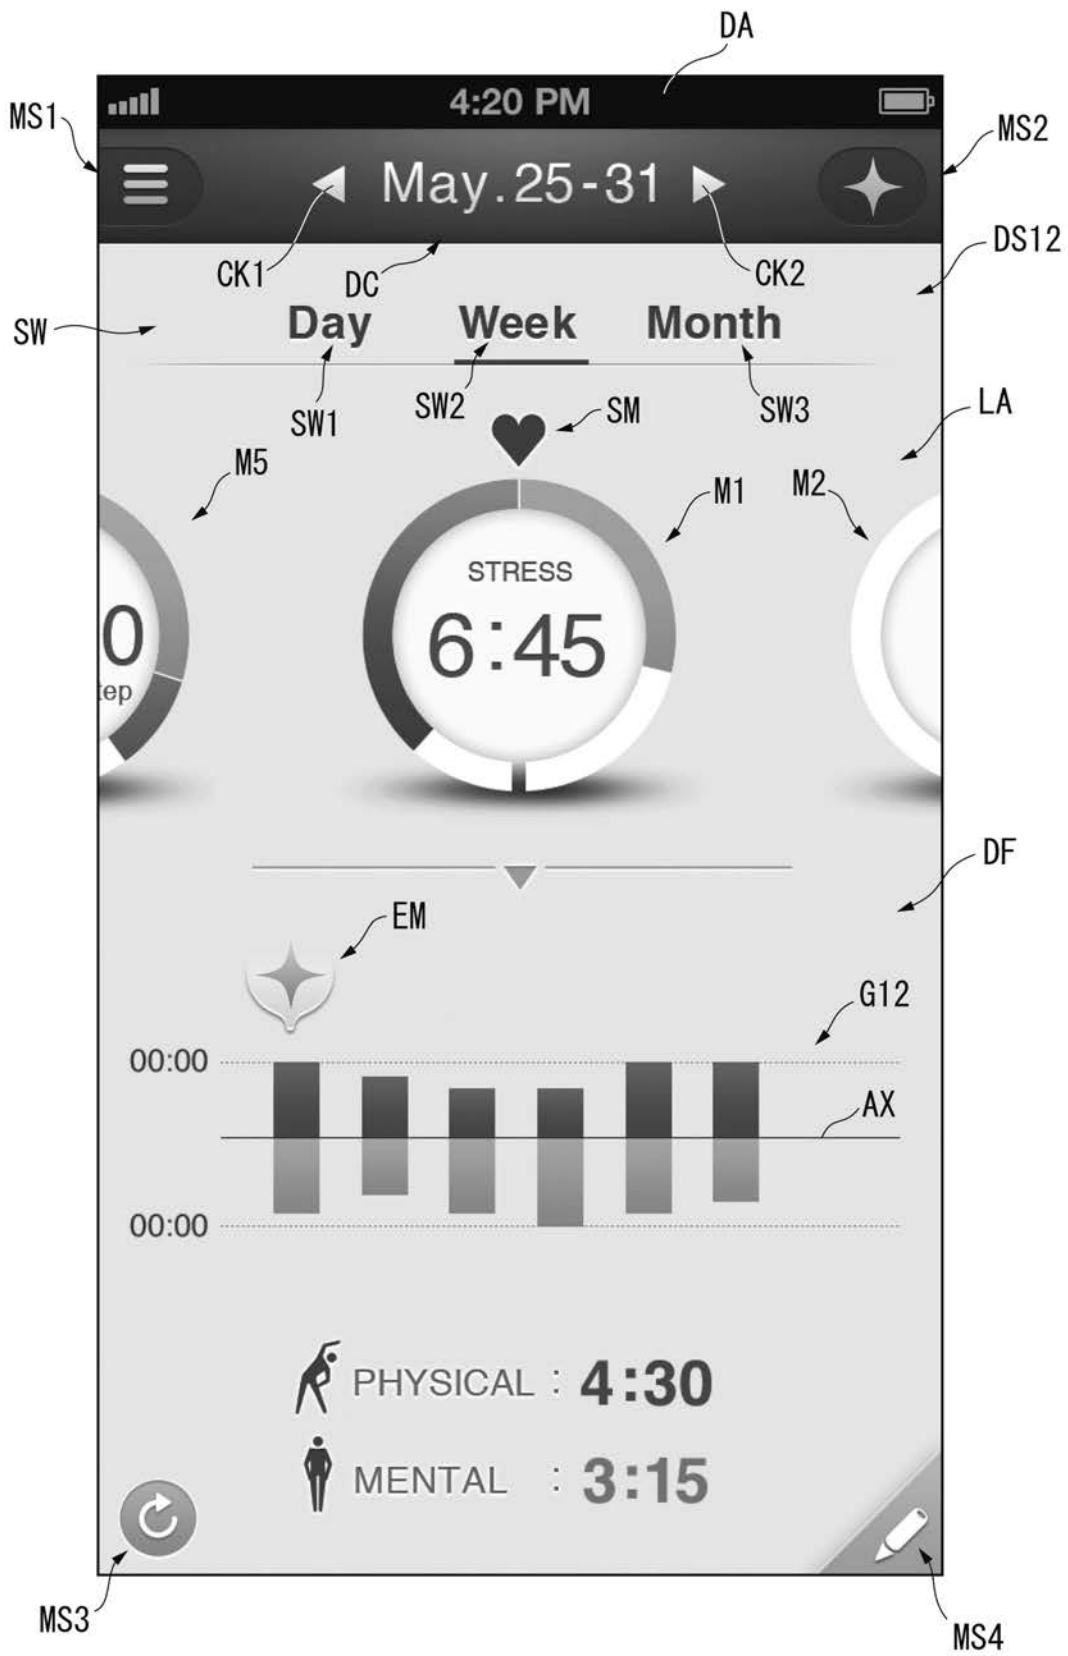 DA
4:20 PM
MS1
MS2
May.25-31
DS12
CK1
DC
CK2
SW
Day Week Month
SW1
SW2
SM
SW3
LA
M5
M1
M2
STRESS
0
6:45
tep
DF
EM
G12
00:00
AX
00:00
PHYSICAL : 4:30
MENTAL : 3:15
MS3
MS4